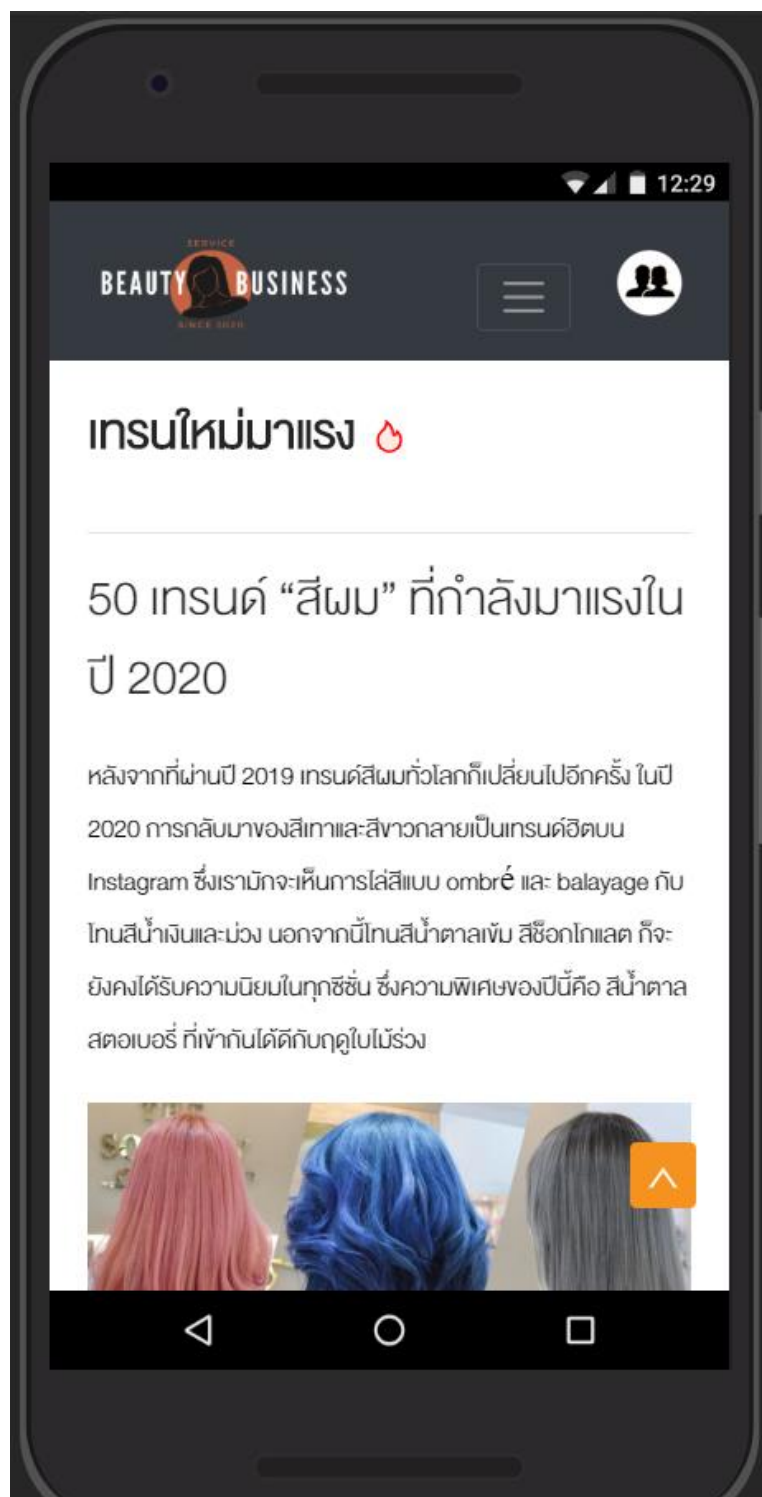 12:29
SERVICE
BEAUTY BUSINESS
SINCE 2020
เทรนใหม่มาแรง
50 เทรนด์ “สีผม” ที่กำลังมาแรงใน
ปี 2020
หลังจากที่ผ่านปี 2019 เทรนด์สีผมทั่วโลกก็เปลี่ยนไปอีกครั้ง ในปี
2020 การกลับมาของสีเทาและสีขาวกลายเป็นเทรนด์ฮิตบน
Instagram ซึ่งเรามักจะเห็นการไล่สีแบบ ombré และ balayage กับ
โทนสีน้ำเงินและม่วง นอกจากนี้โทนสีน้ำตาลเข้ม สีช็อกโกแลต ก็จะ
ยังคงได้รับความนิยมในทุกซีซั่น ซึ่งความพิเศษของปีนี้คือ สีน้ำตาล
สตอเบอรี่ ที่เข้ากันได้ดีกับฤดูใบไม้ร่วง